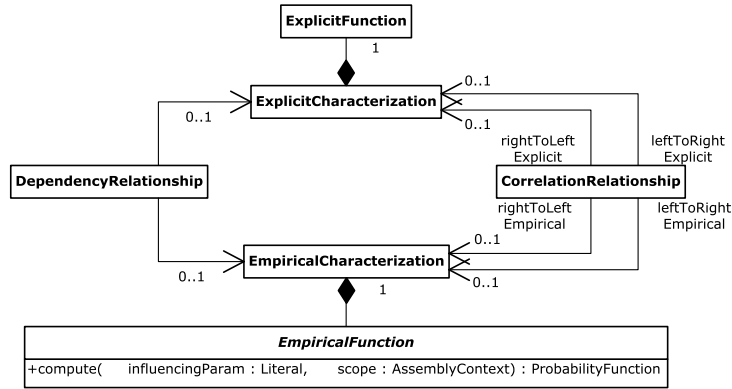 ExplicitFunction
1
0..1
ExplicitCharacterization
0..1
0..1
rightToLeft
Explicit
leftToRight
Explicit
DependencyRelationship
CorrelationRelationship
rightToLeft
Empirical
leftToRight
Empirical
0..1
EmpiricalCharacterization
0..1
0..1
1
EmpiricalFunction
+compute( influencingParam : Literal, scope : AssemblyContext) : ProbabilityFunction